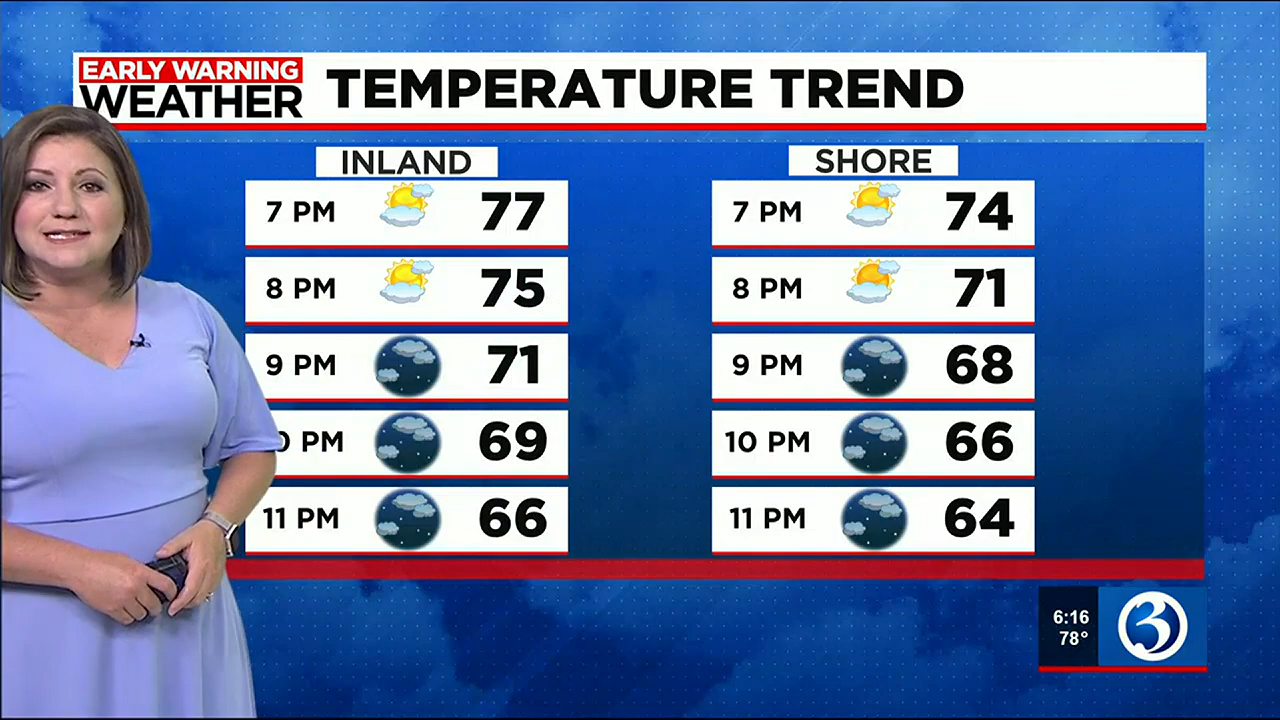 EARLY WARNING
WEATHER
TEMPERATURE TREND
INLAND
7 PM 77
8 PM 75
9 PM 71
0 PM 69
11 PM 66
SHORE
7 PM 74
8 PM 71
9 PM 68
10 PM 66
11 PM 64
6:16
78°
3